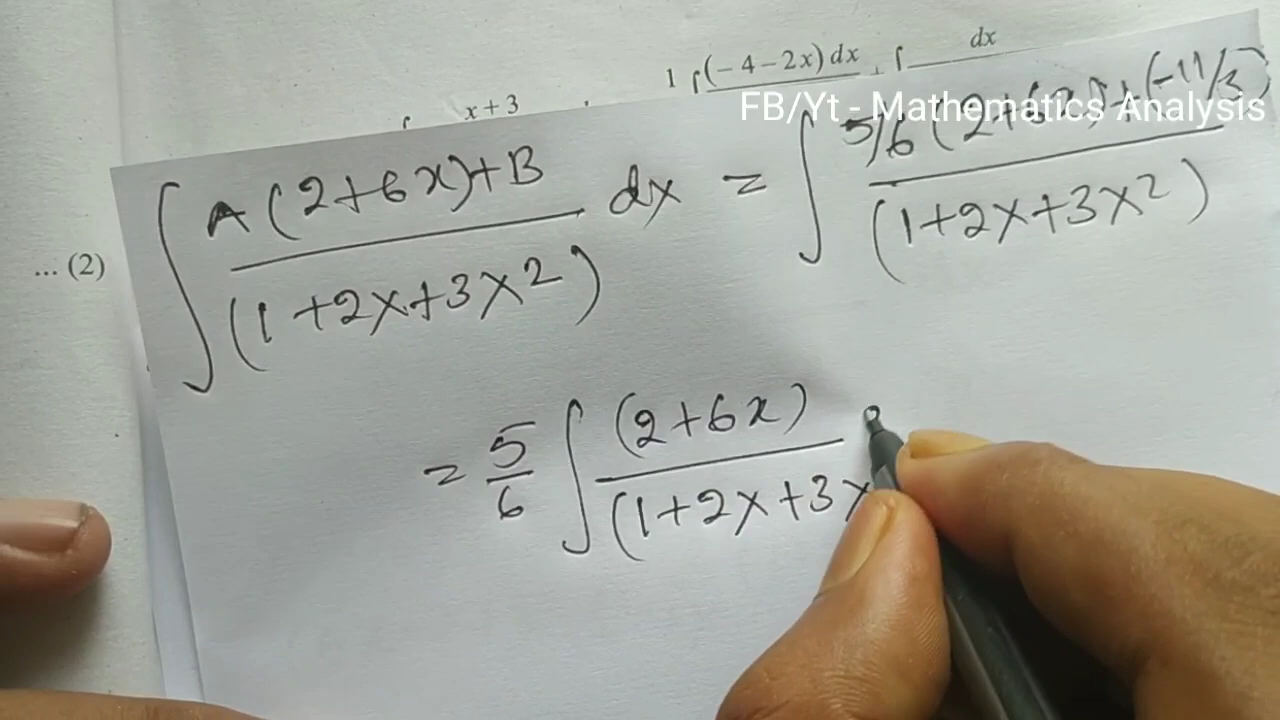 1 ∫ (– 4 – 2x) dx ∫ dx
x + 3
FB/Yt - Mathematics Analysis
∫ A(2+6x)+B / (1+2x+3x2) dx = ∫ 5/6(2+6x)+(-11/3) / (1+2x+3x2)
... (2)
= 5/6 ∫ (2+6x) / (1+2x+3x